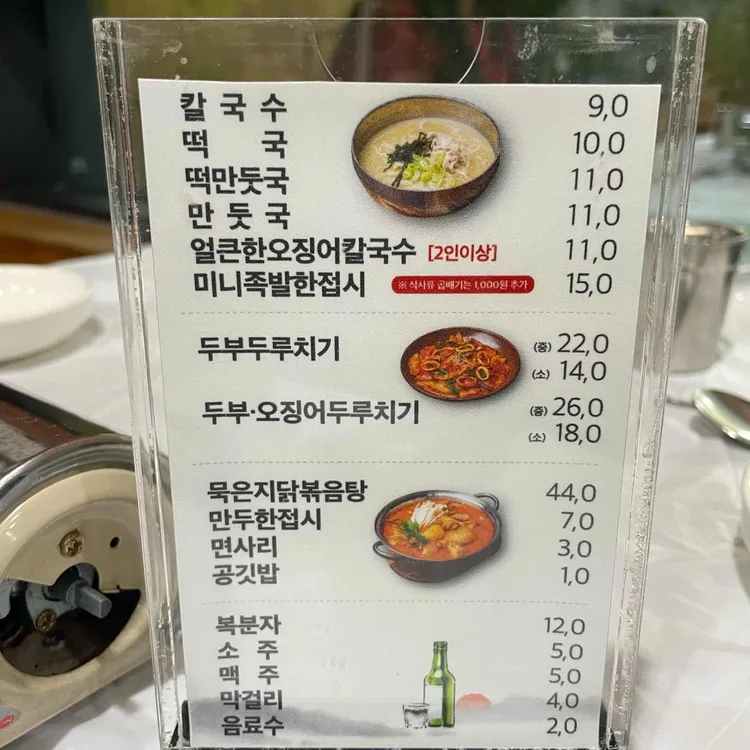 칼국수 9,0
떡국 10,0
떡만둣국 11,0
만둣국 11,0
얼큰한오징어칼국수 [2인이상] 11,0
미니족발한접시 ※ 식사류 곱배기는 1,000원 추가 15,0
두부두루치기 (중) 22,0
(소) 14,0
두부·오징어두루치기 (중) 26,0
(소) 18,0
묵은지닭볶음탕 44,0
만두한접시 7,0
면사리 3,0
공깃밥 1,0
복분자 12,0
소주 5,0
맥주 5,0
막걸리 4,0
음료수 2,0